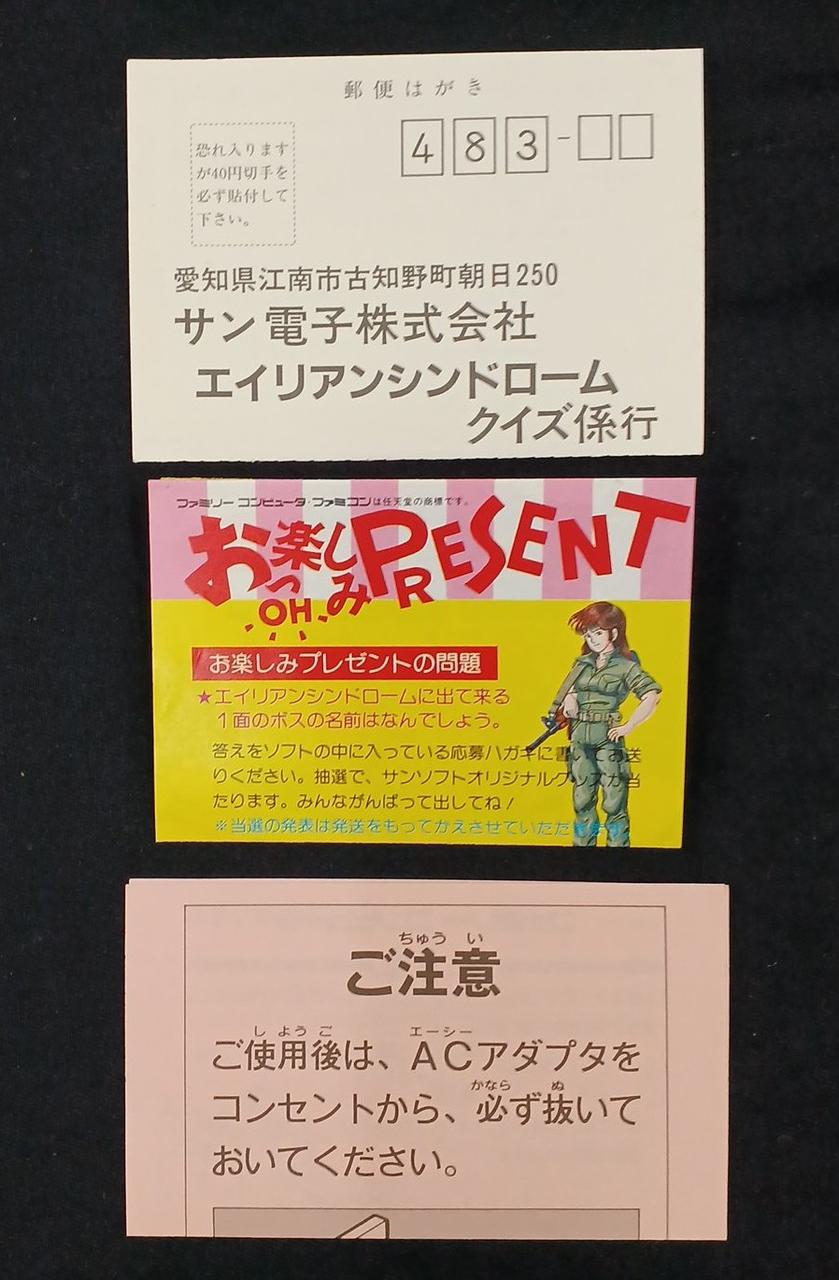 郵便はがき
恐れ入ります
が40円切手を
必ず貼付して
下さい。
483-
愛知県江南市古知野町朝日250
サン電子株式会社
エイリアンシンドローム
クイズ係行
ファミリーコンピュータ・ファミコンは任天堂の商標です。
お楽しみPRESENT
OH
お楽しみプレゼントの問題
★エイリアンシンドロームに出て来る
1面のボスの名前はなんでしょう。
答えをソフトの中に入っている応募ハガキに書いてお送
りください。抽選で、サンソフトオリジナルグッズが当
たります。みんながんばって出してね!
※当選の発表は発送をもってかえさせていただきます。
ちゅうい
ご注意
しようご エーシー
ご使用後は、ACアダプタを
かなら ぬ
コンセントから、必ず抜いて
おいてください。